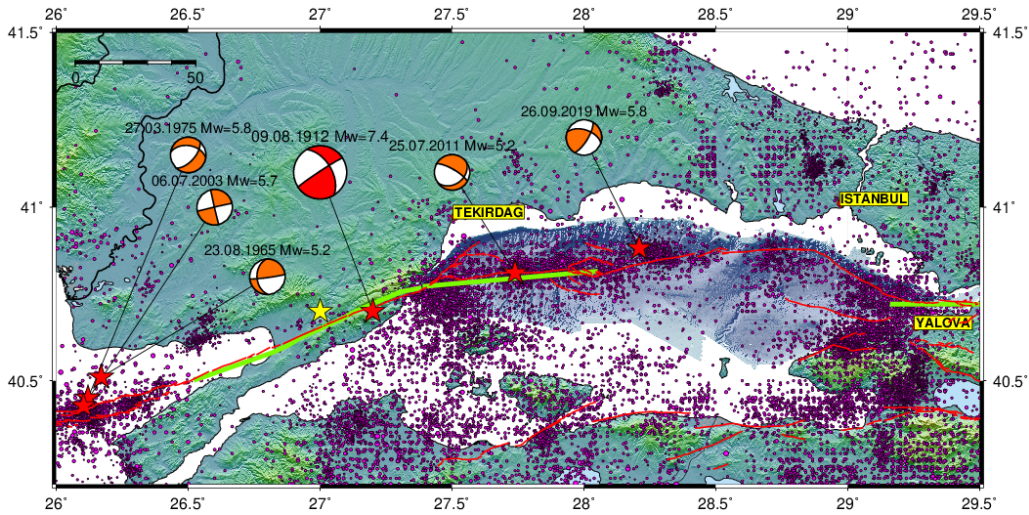 26˚ 26.5˚ 27˚ 27.5˚ 28˚ 28.5˚ 29˚ 29.5˚
41.5˚ 41.5˚
0 50
26.09.2019 Mw=5.8
27.03.1975 Mw=5.8
09.08.1912 Mw=7.4
25.07.2011 Mw=5.2
06.07.2003 Mw=5.7
ISTANBUL
41˚ 41˚
TEKIRDAG
23.08.1965 Mw=5.2
YALOVA
40.5˚ 40.5˚
26˚ 26.5˚ 27˚ 27.5˚ 28˚ 28.5˚ 29˚ 29.5˚